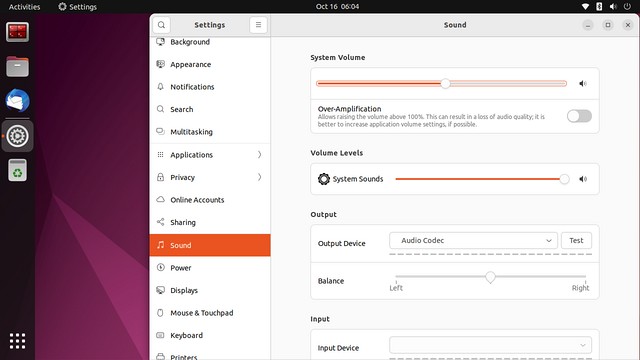 Activities
Settings
Oct 16 06:04
Settings
Sound
Background
Appearance
Notifications
Search
Multitasking
Applications
Privacy
Online Accounts
Sharing
Sound
Power
Displays
Mouse & Touchpad
Keyboard
Printers
System Volume
Over-Amplification
Allows raising the volume above 100%. This can result in a loss of audio quality; it is
better to increase application volume settings, if possible.
Volume Levels
System Sounds
Output
Output Device
Audio Codec
Test
Balance
Left
Right
Input
Input Device